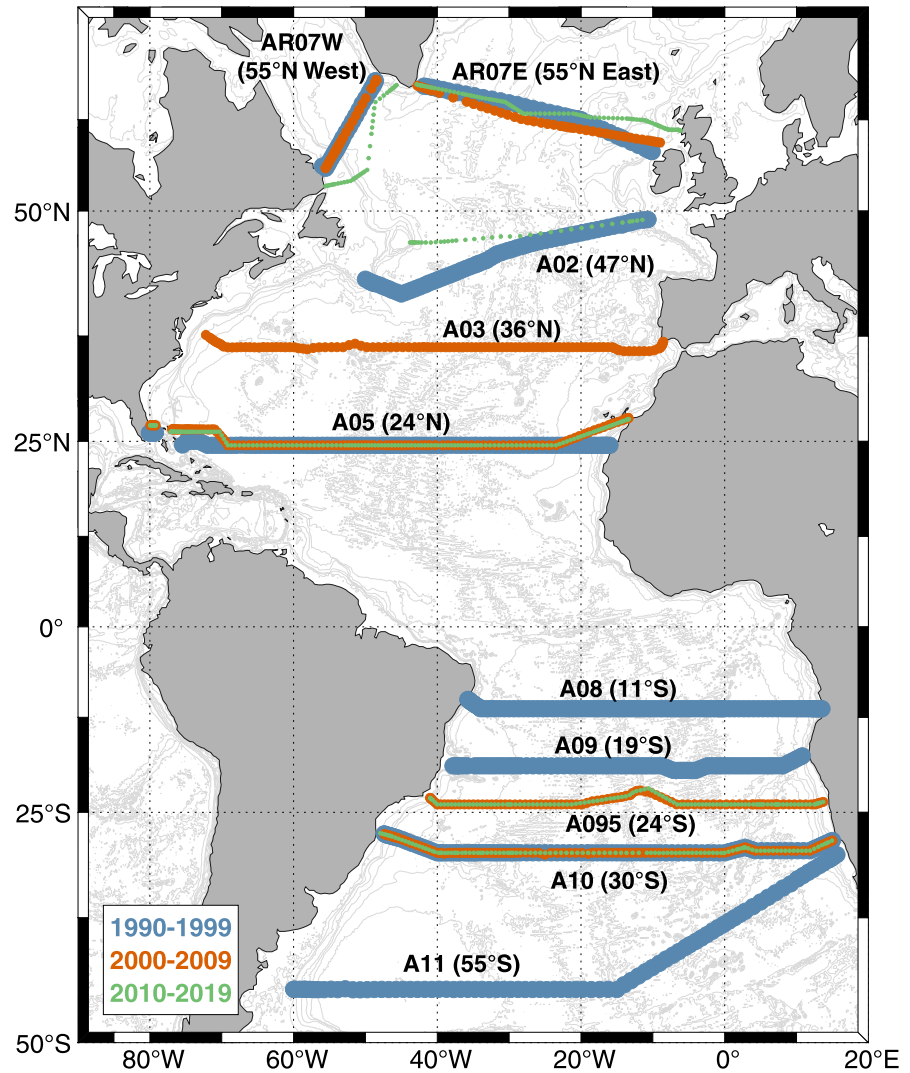 AR07W
(55°N West)
AR07E (55°N East)
50°N
A02 (47°N)
A03 (36°N)
A05 (24°N)
25°N
0°
A08 (11°S)
A09 (19°S)
25°S
A095 (24°S)
A10 (30°S)
1990-1999
2000-2009
2010-2019
A11 (55°S)
50°S
80°W
60°W
40°W
20°W
0°
20°E